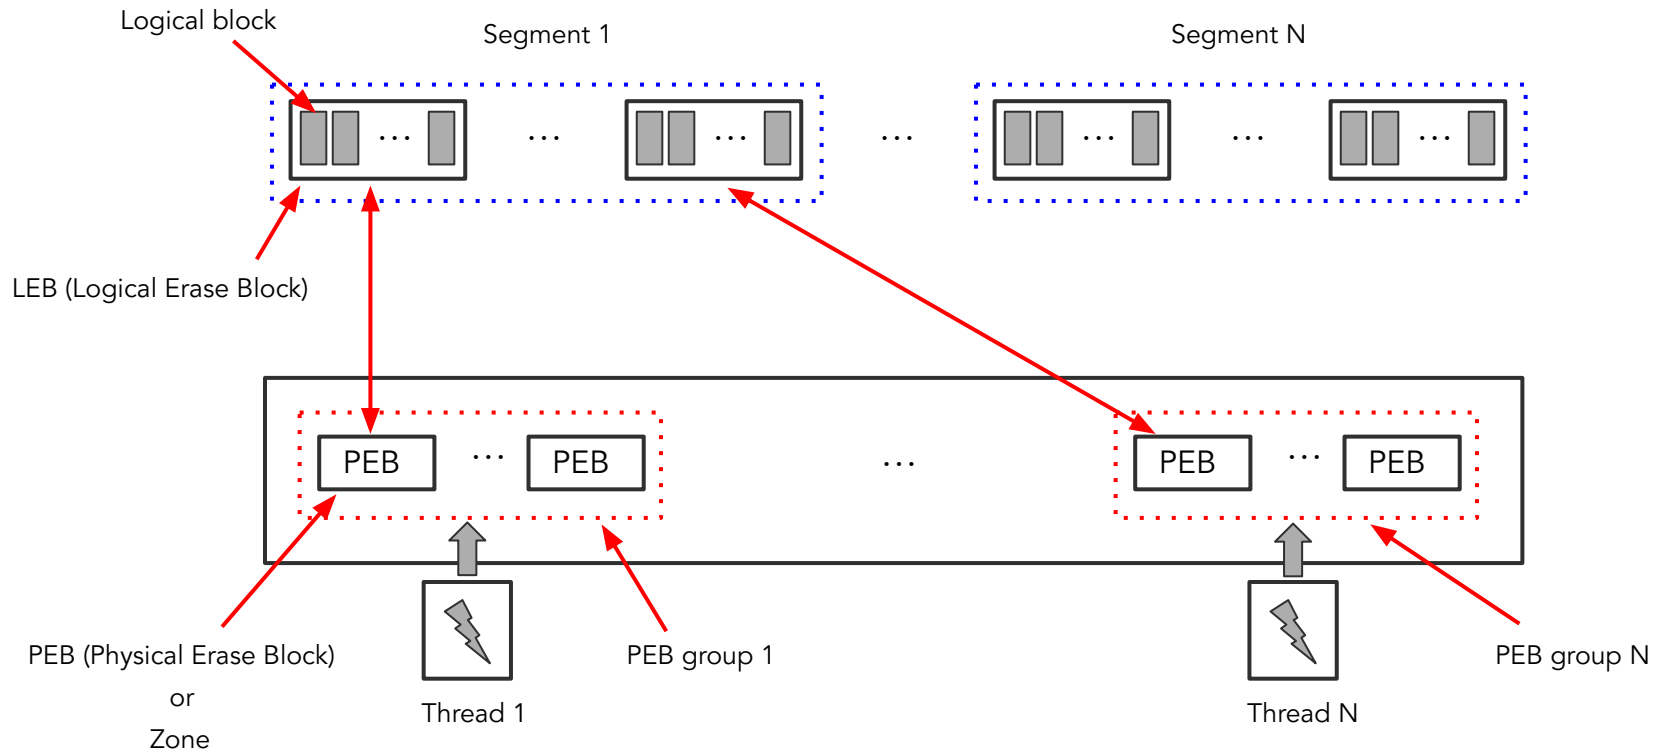 Logical block
Segment 1
Segment N
... ... ... ... ... ... ...
LEB (Logical Erase Block)
PEB ... PEB ... PEB ... PEB
PEB (Physical Erase Block)
or
Zone
PEB group 1
PEB group N
Thread 1
Thread N